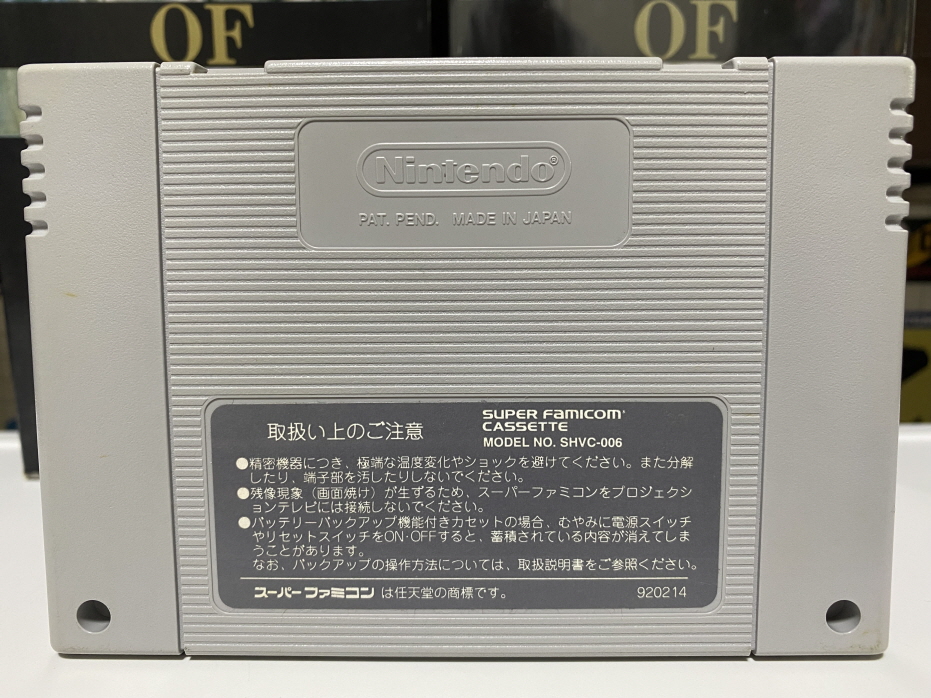 OF
OF
Nintendo®
PAT. PEND. MADE IN JAPAN
取扱い上のご注意
SUPER FAMICOM
CASSETTE
MODEL NO. SHVC-006
●精密機器につき、極端な温度変化やショックを避けてください。また分解
したり、端子部を汚したりしないでください。
●残像現象（画面焼け）が生ずるため、スーパーファミコンをプロジェクシ
ョンテレビには接続しないでください。
●バッテリーバックアップ機能付きカセットの場合、むやみに電源スイッチ
やリセットスイッチをON・OFFすると、蓄積されている内容が消えてしま
うことがあります。
なお、バックアップの操作方法については、取扱説明書をご参照ください。
スーパーファミコン は任天堂の商標です。
920214